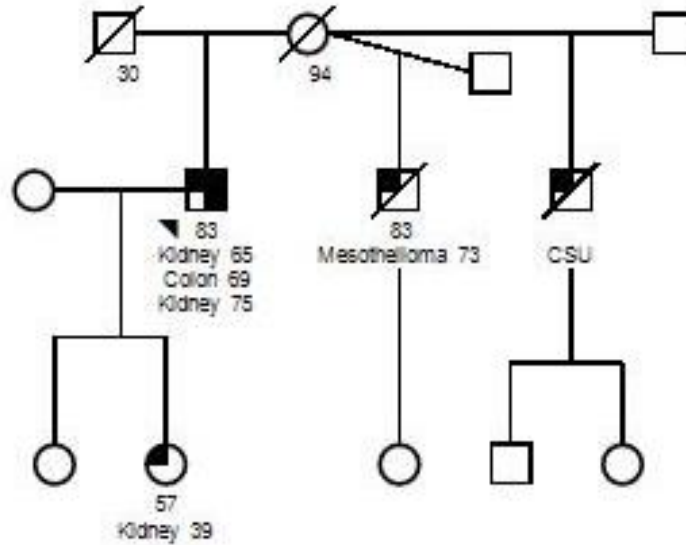 30
94
83
Kidney 65
Colon 69
Kidney 75
83
Mesothelioma 73
CSU
57
Kidney 39